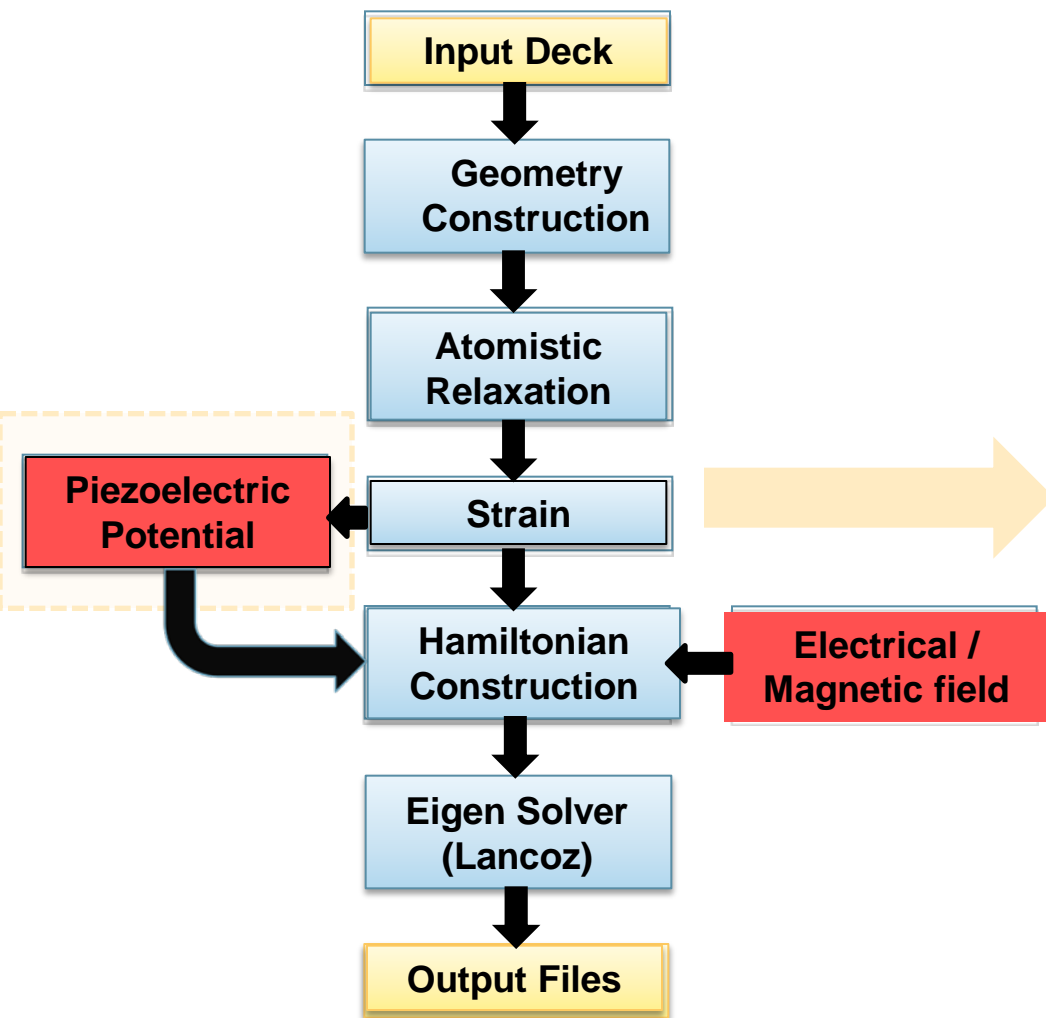 Input Deck
Geometry
Construction
Atomistic
Relaxation
Piezoelectric
Potential
Strain
Hamiltonian
Construction
Electrical /
Magnetic field
Eigen Solver
(Lancoz)
Output Files